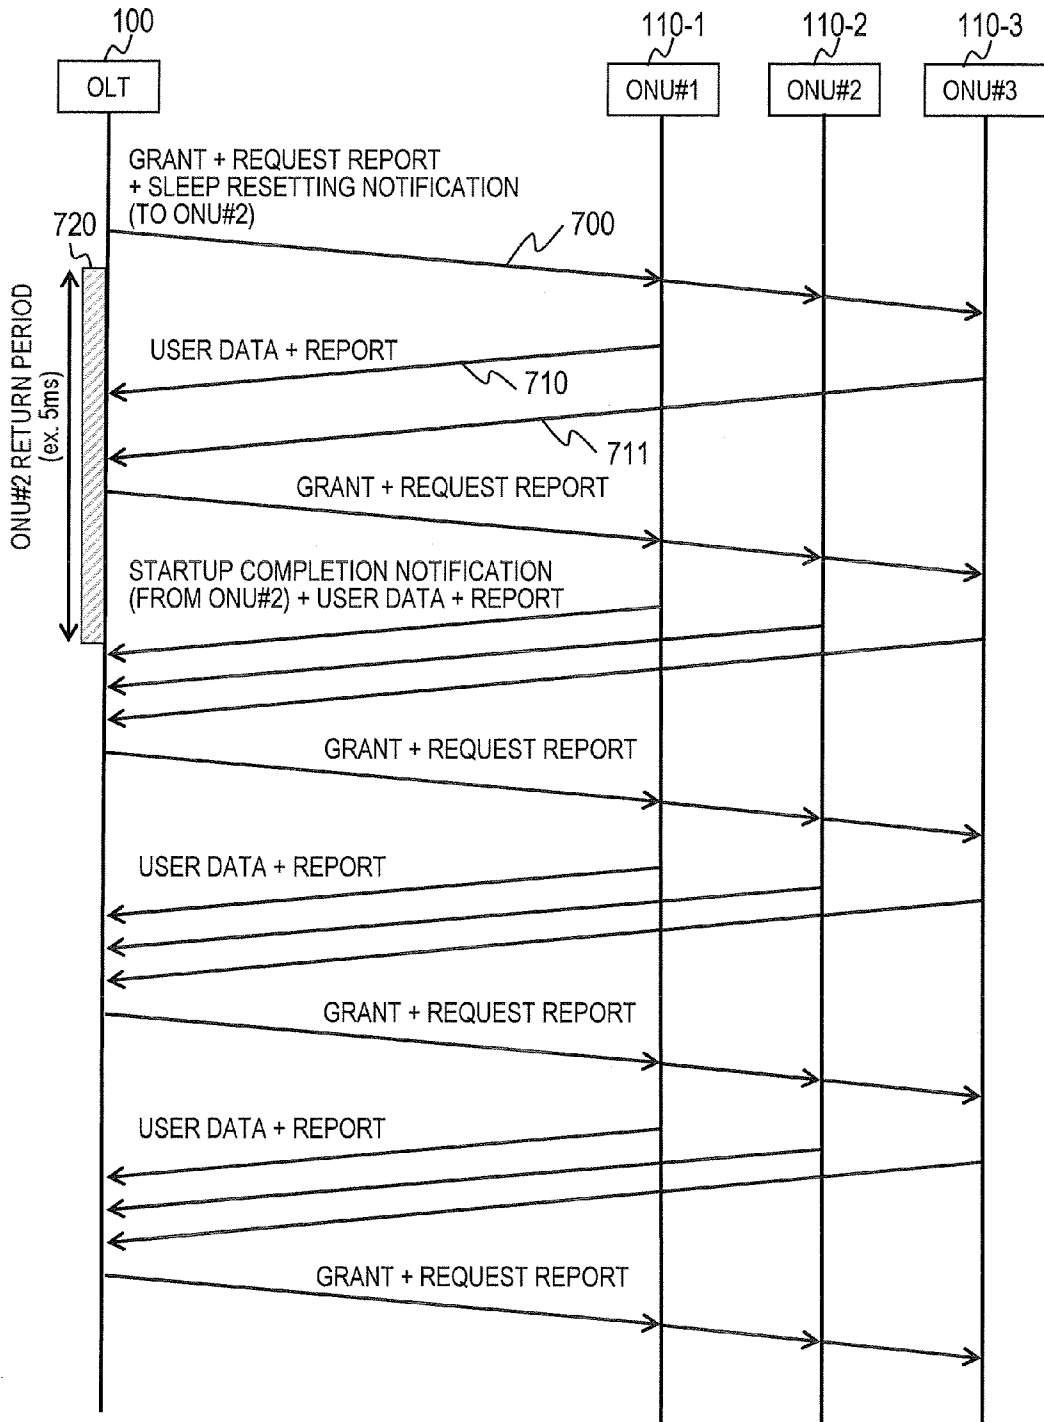 100
110-1
110-2
110-3
OLT
ONU#1
ONU#2
ONU#3
GRANT + REQUEST REPORT
+ SLEEP RESETTING NOTIFICATION
(TO ONU#2)
720
700
ONU#2 RETURN PERIOD
(ex. 5ms)
USER DATA + REPORT
710
711
GRANT + REQUEST REPORT
STARTUP COMPLETION NOTIFICATION
(FROM ONU#2) + USER DATA + REPORT
GRANT + REQUEST REPORT
USER DATA + REPORT
GRANT + REQUEST REPORT
USER DATA + REPORT
GRANT + REQUEST REPORT